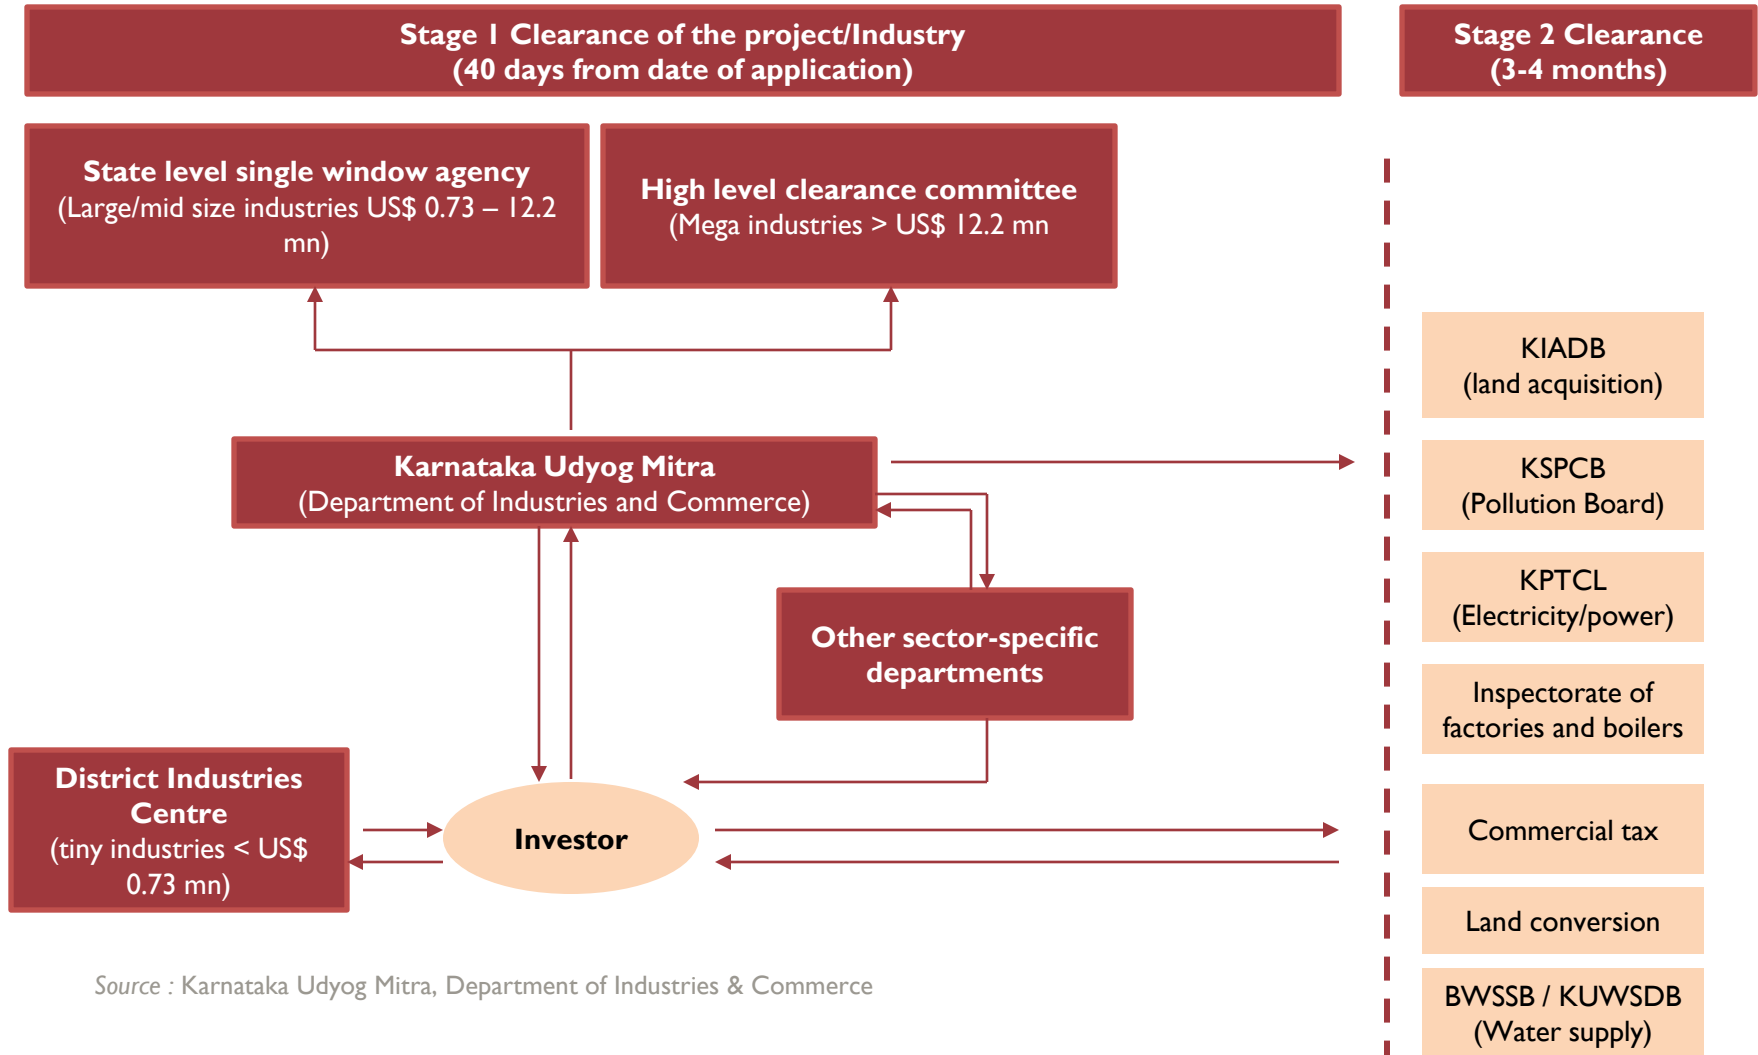 Stage 1 Clearance of the project/Industry
(40 days from date of application)
Stage 2 Clearance
(3-4 months)
State level single window agency
(Large/mid size industries US$ 0.73 – 12.2
mn)
High level clearance committee
(Mega industries > US$ 12.2 mn
KIADB
(land acquisition)
Karnataka Udyog Mitra
(Department of Industries and Commerce)
KSPCB
(Pollution Board)
KPTCL
(Electricity/power)
Other sector-specific
departments
Inspectorate of
factories and boilers
District Industries
Centre
(tiny industries < US$
0.73 mn)
Investor
Commercial tax
Land conversion
BWSSB / KUWSDB
(Water supply)
Source : Karnataka Udyog Mitra, Department of Industries & Commerce